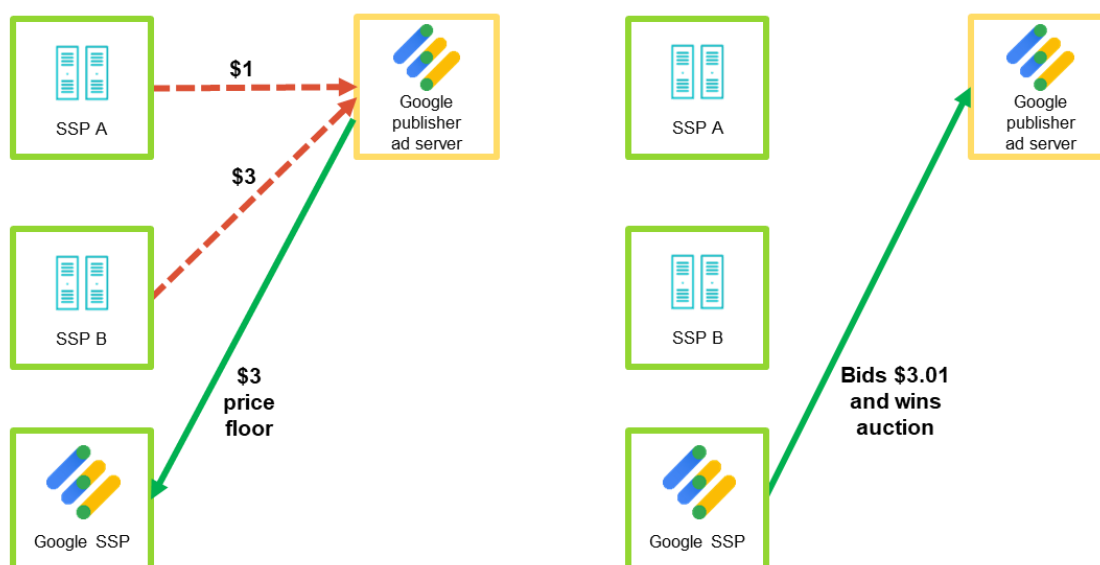 $1
SSP A
Google
publisher
ad server
$3
SSP B
$3
price
floor
Google SSP
SSP A
Google
publisher
ad server
SSP B
Bids $3.01
and wins
auction
Google SSP